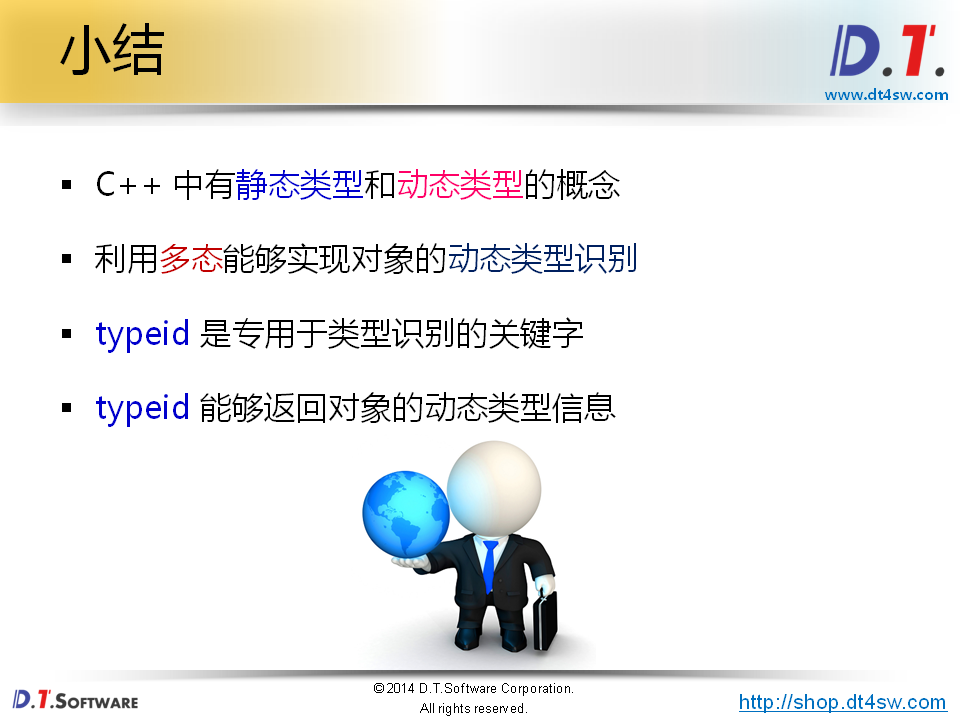 小结
D.T.
www.dt4sw.com
C++ 中有静态类型和动态类型的概念
利用多态能够实现对象的动态类型识别
typeid 是专用于类型识别的关键字
typeid 能够返回对象的动态类型信息
D.T.SOFTWARE
©2014 D.T.Software Corporation.
All rights reserved.
http://shop.dt4sw.com